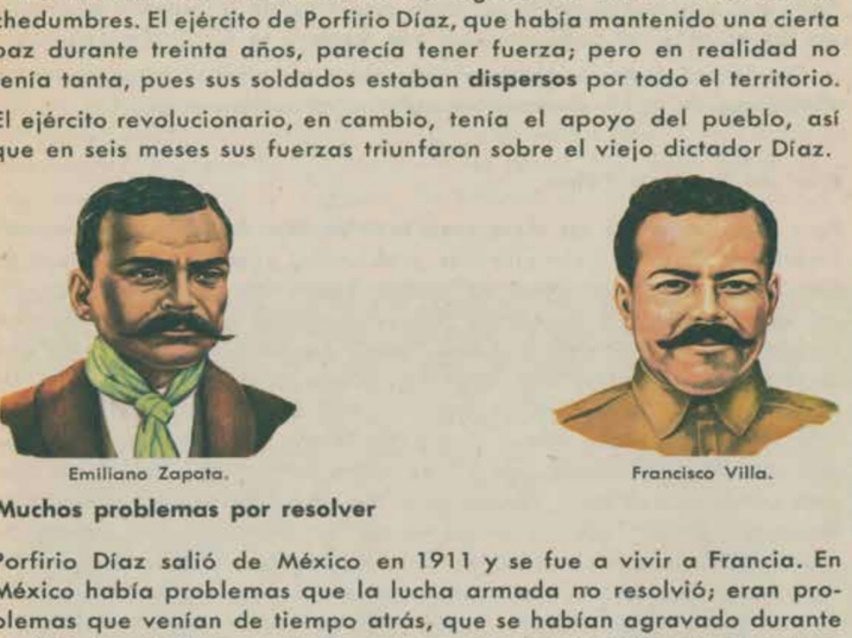 chedumbres. El ejército de Porfirio Díaz, que había mantenido una cierta
paz durante treinta años, parecía tener fuerza; pero en realidad no
tenía tanta, pues sus soldados estaban dispersos por todo el territorio.
El ejército revolucionario, en cambio, tenía el apoyo del pueblo, así
que en seis meses sus fuerzas triunfaron sobre el viejo dictador Díaz.
Emiliano Zapata.
Francisco Villa.
Muchos problemas por resolver
Porfirio Díaz salió de México en 1911 y se fue a vivir a Francia. En
México había problemas que la lucha armada no resolvió; eran pro-
blemas que venían de tiempo atrás, que se habían agravado durante